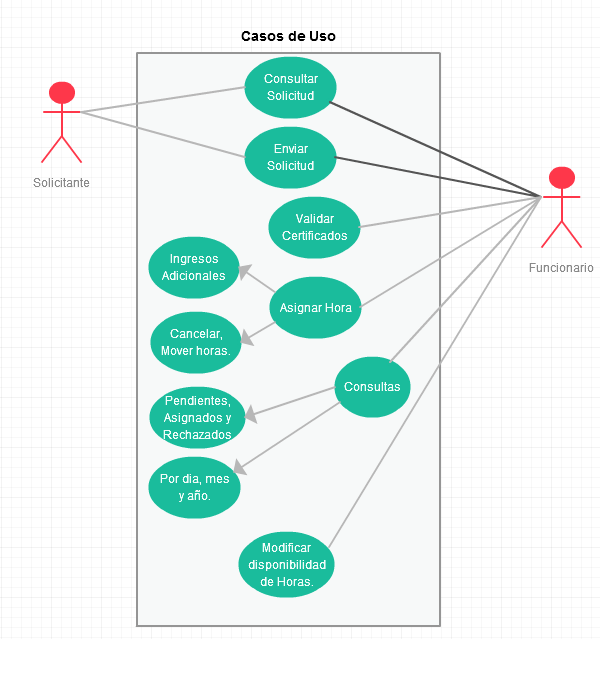 Casos de Uso
Consultar
Solicitud
Solicitante
Enviar
Solicitud
Funcionario
Validar
Certificados
Ingresos
Adicionales
Asignar Hora
Cancelar,
Mover horas.
Consultas
Pendientes,
Asignados y
Rechazados
Por dia, mes
y año.
Modificar
disponibilidad
de Horas.